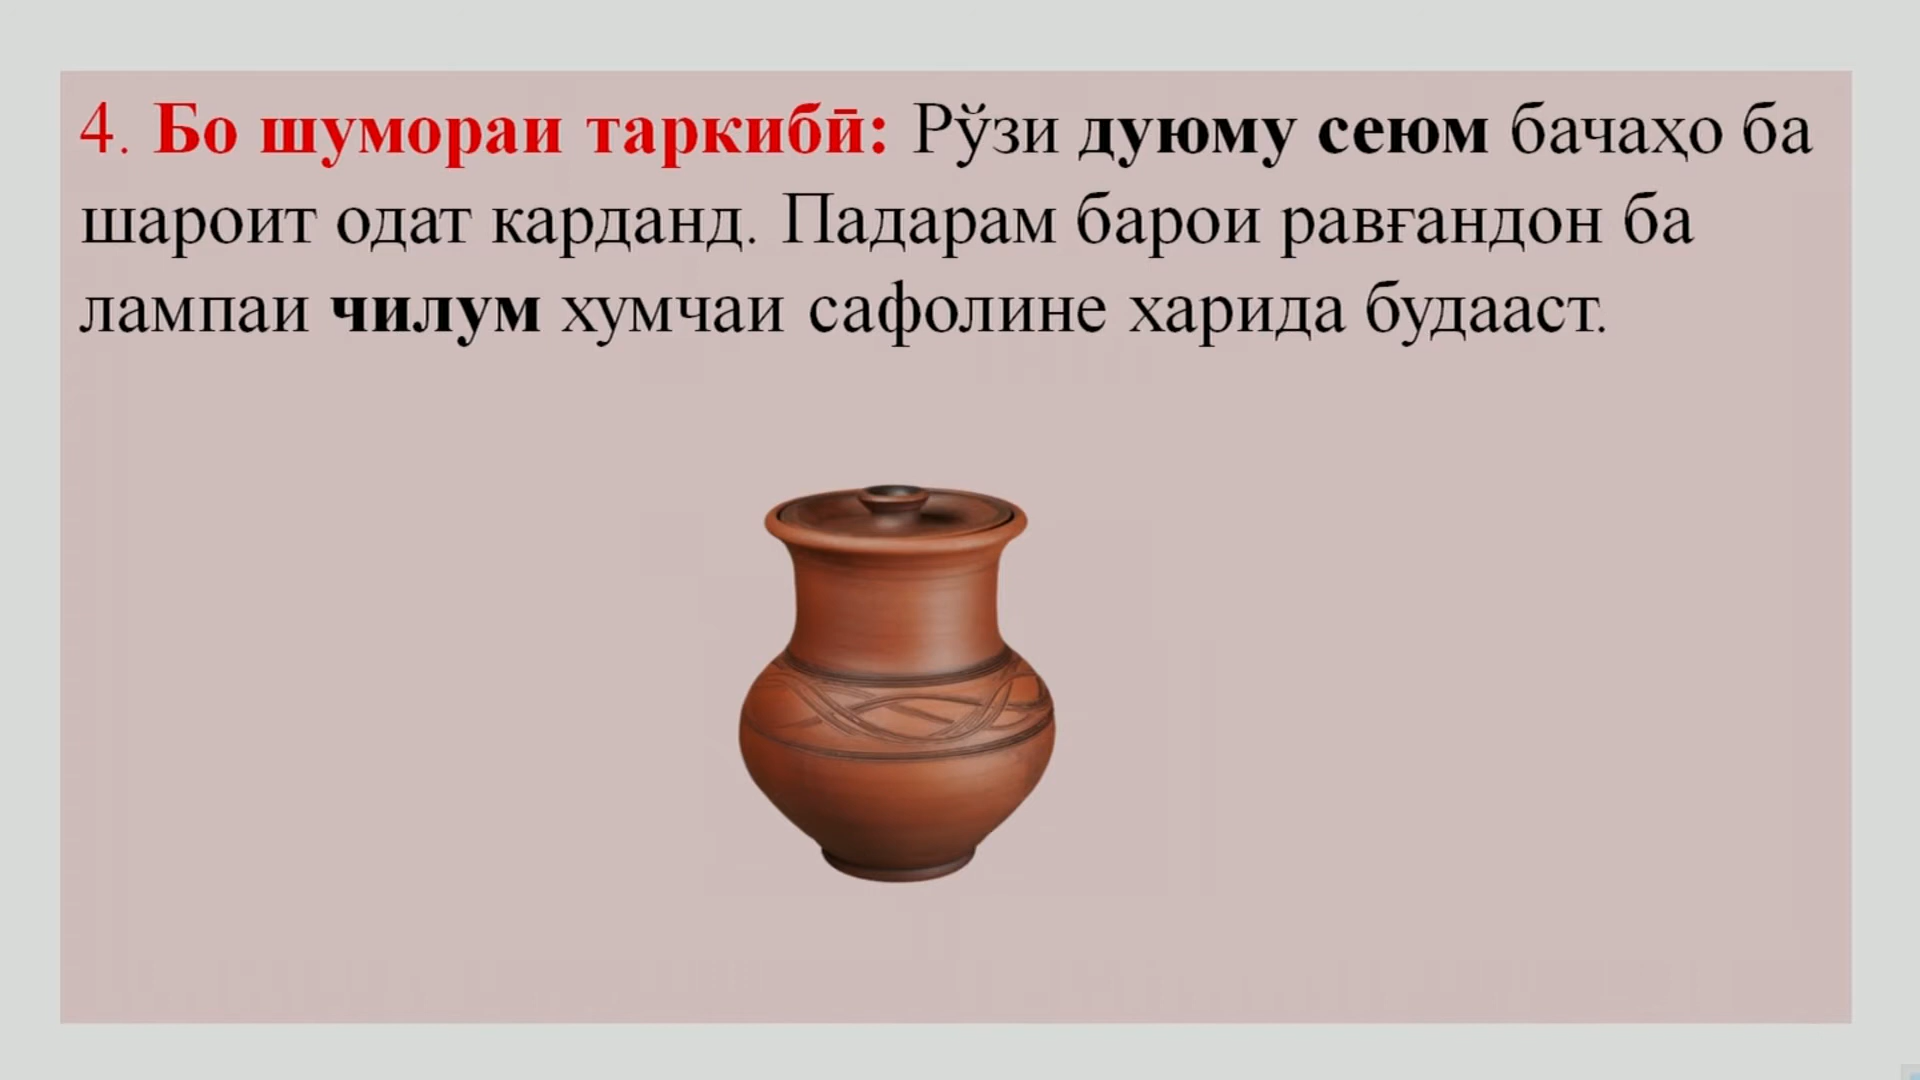 4. Бо шумораи таркибӣ: Рўзи дуюму сеюм бачаҳо ба
шароит одат карданд. Падарам барои равғандон ба
лампаи чилум хумчаи сафолине харида будааст.